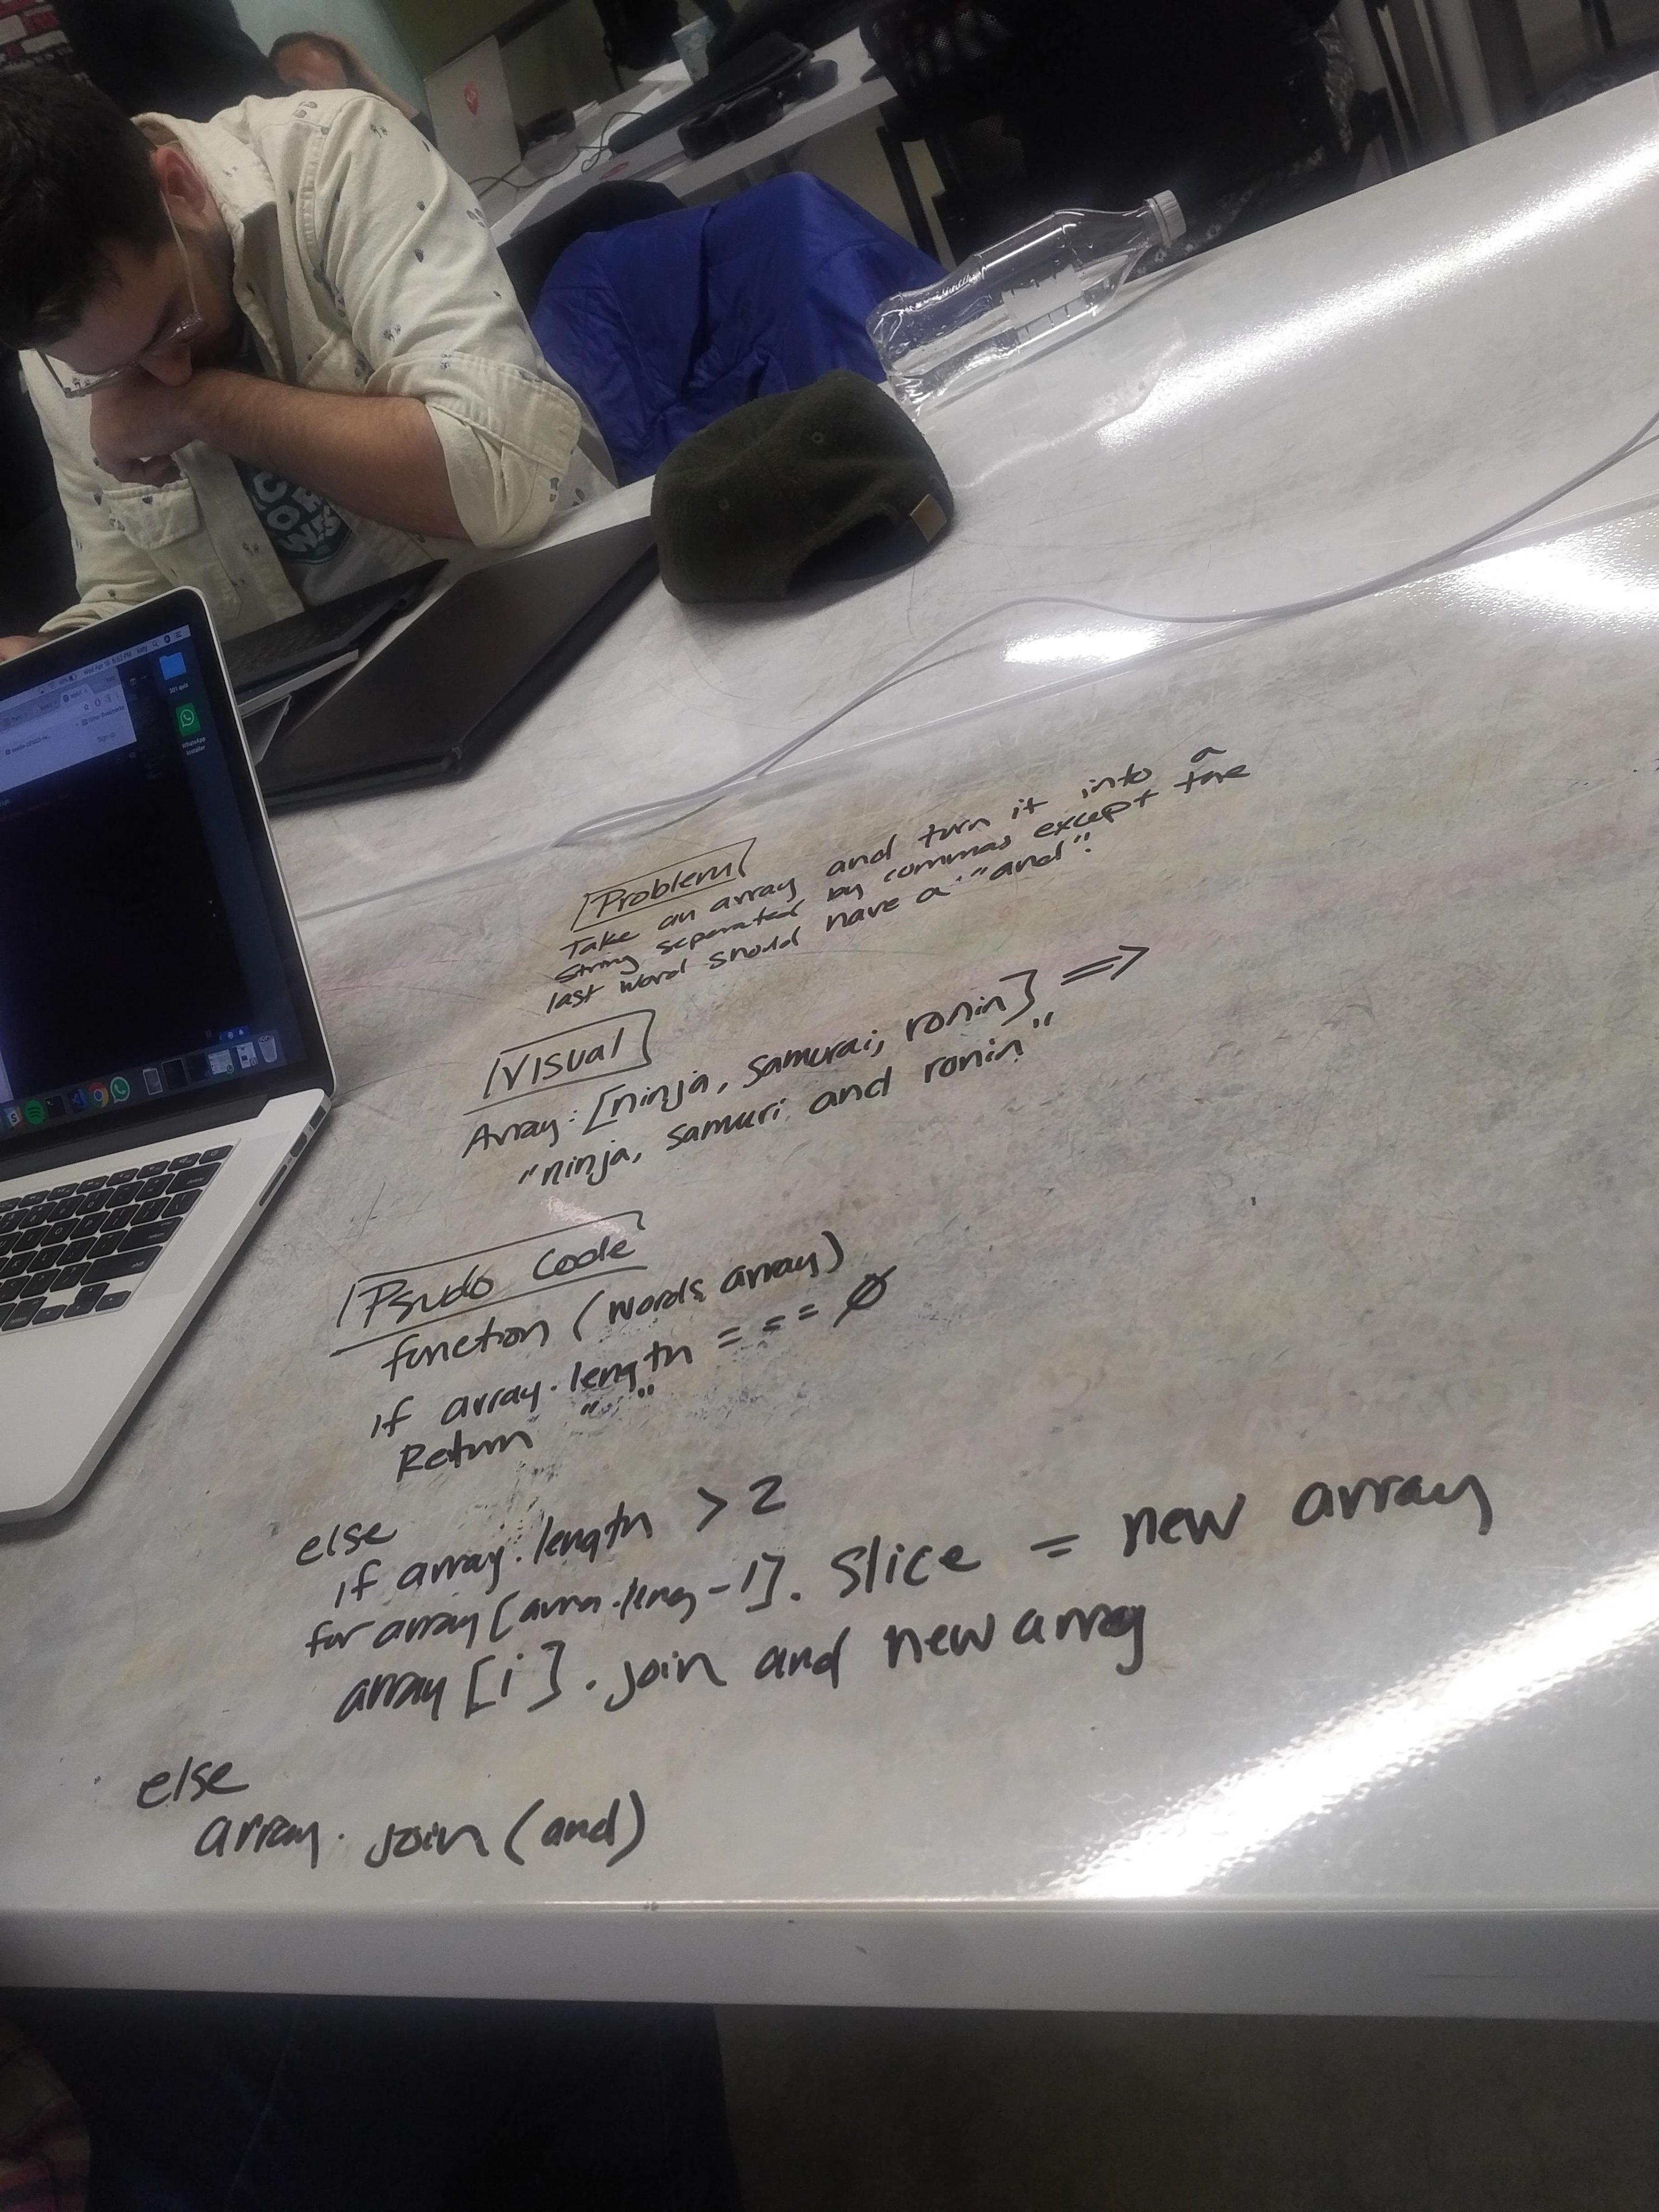 Problem
Take an array and turn it into a
string seperated by commas except the
last word should have a "and".
Visual
Array: [ninja, samurai, ronin] =>
"ninja, samuri and ronin"
Psudo Code
function (words array)
if array.length === Ø
Return " "
else
if array.length > 2
for array [array.leng -1]. Slice = new array
array [i]. join and new array
else
array. join (and)
WhatsApp
Installer